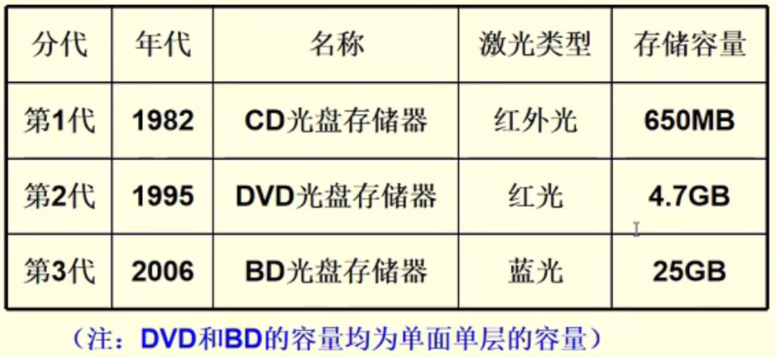 分代 年代 名称 激光类型 存储容量
第1代 1982 CD光盘存储器 红外光 650MB
第2代 1995 DVD光盘存储器 红光 4.7GB
第3代 2006 BD光盘存储器 蓝光 25GB
（注：DVD和BD的容量均为单面单层的容量）